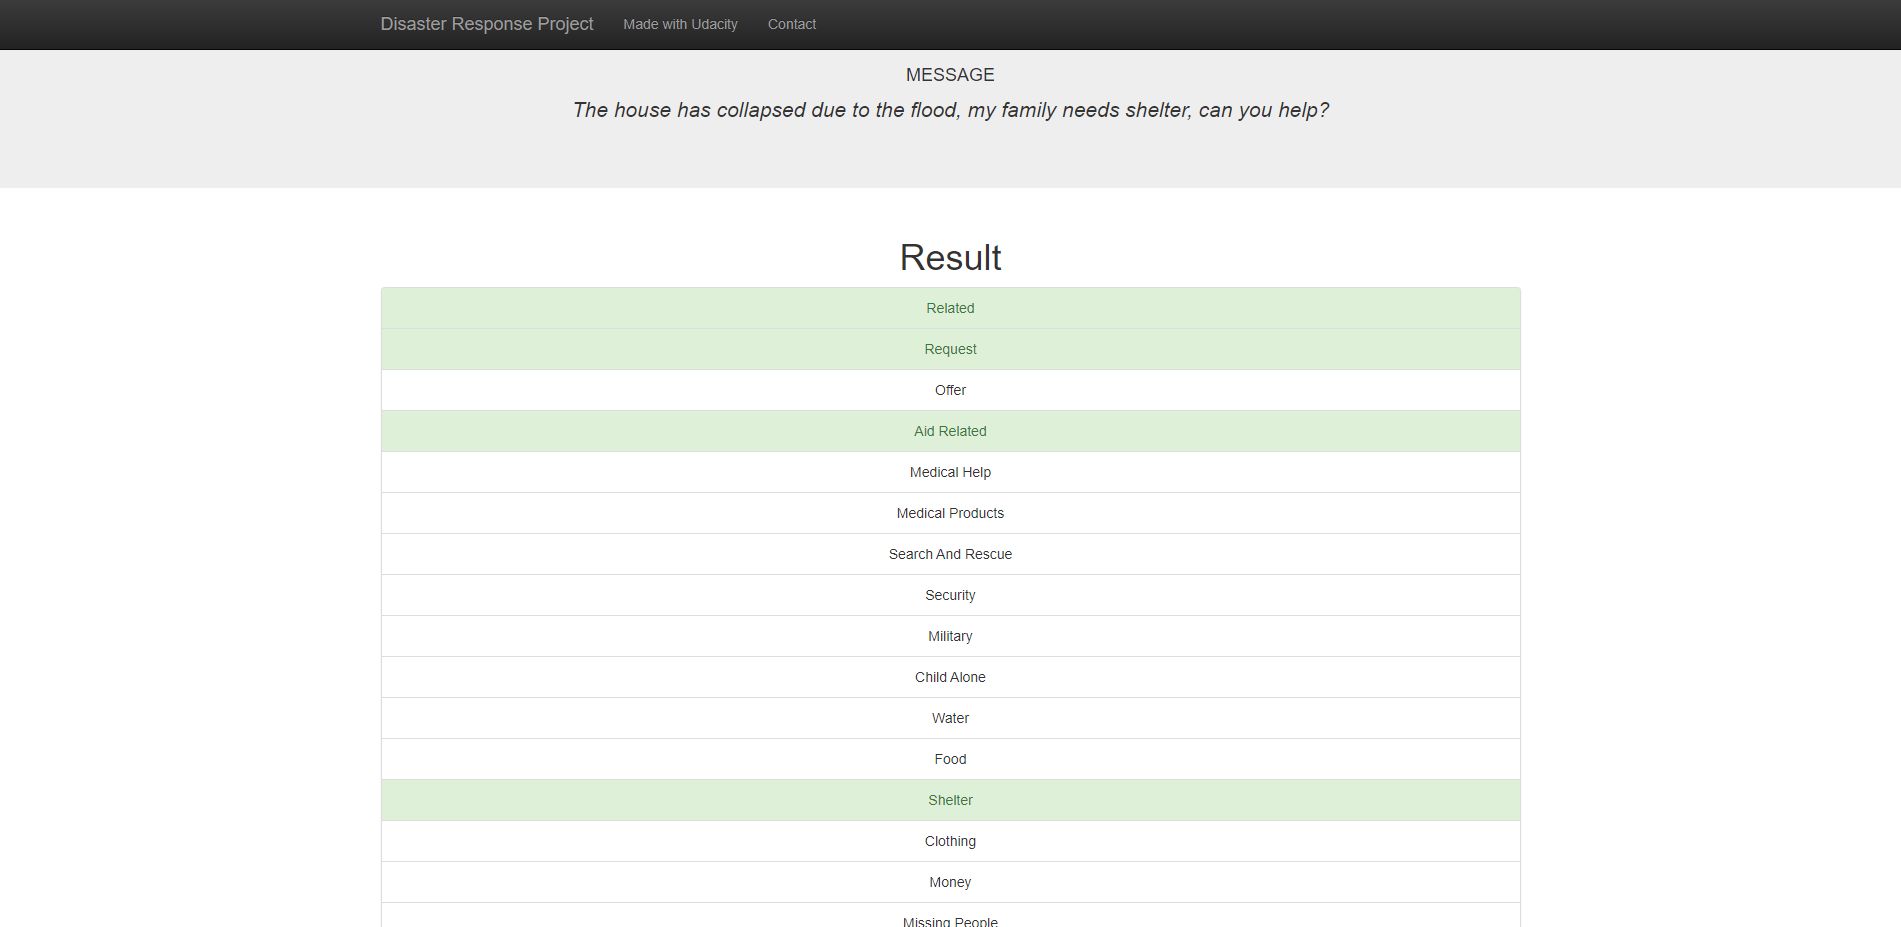 Disaster Response Project Made with Udacity Contact
MESSAGE
The house has collapsed due to the flood, my family needs shelter, can you help?
Result
Related
Request
Offer
Aid Related
Medical Help
Medical Products
Search And Rescue
Security
Military
Child Alone
Water
Food
Shelter
Clothing
Money
Missing People